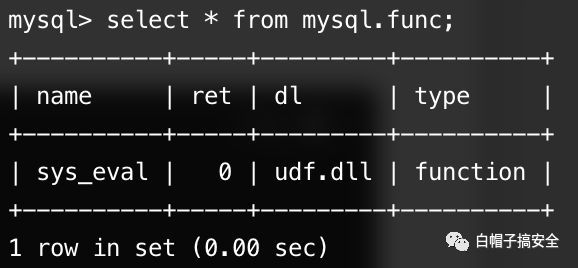 mysql> select * from mysql.func;
+----------+-----+---------+----------+
| name     | ret | dl      | type     |
+----------+-----+---------+----------+
| sys_eval |   0 | udf.dll | function |
+----------+-----+---------+----------+
1 row in set (0.00 sec)
白帽子搞安全